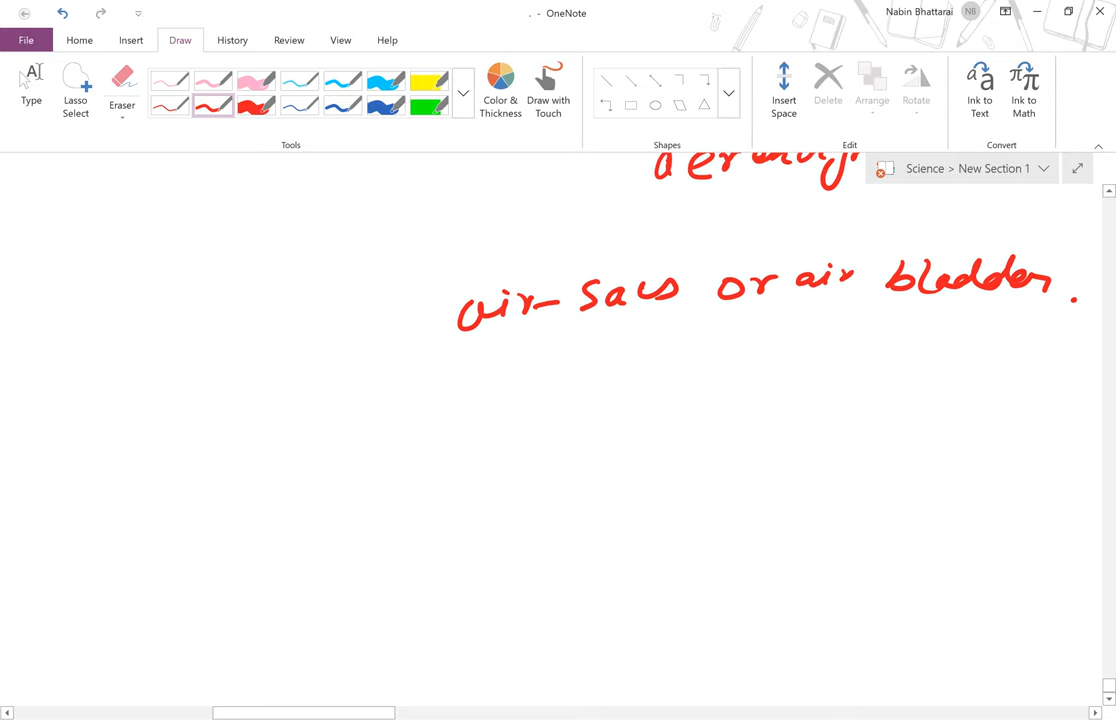 . - OneNote
Nabin Bhattarai NB
File Home Insert Draw History Review View Help
Type
Lasso Select
Eraser
Color & Thickness
Draw with Touch
Insert Space
Delete
Arrange
Rotate
Ink to Text
Ink to Math
Tools Shapes Edit Convert
Science > New Section 1
air-sacs or air bladder.